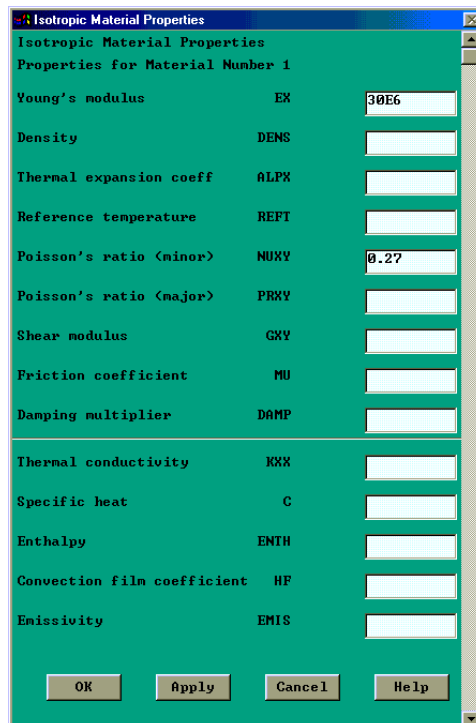 Isotropic Material Properties
Isotropic Material Properties
Properties for Material Number 1
Young's modulus EX 30E6
Density DENS
Thermal expansion coeff ALPX
Reference temperature REFT
Poisson's ratio (minor) NUXY 0.27
Poisson's ratio (major) PRXY
Shear modulus GXY
Friction coefficient MU
Damping multiplier DAMP
Thermal conductivity KXX
Specific heat C
Enthalpy ENTH
Convection film coefficient HF
Emissivity EMIS
OK Apply Cancel Help